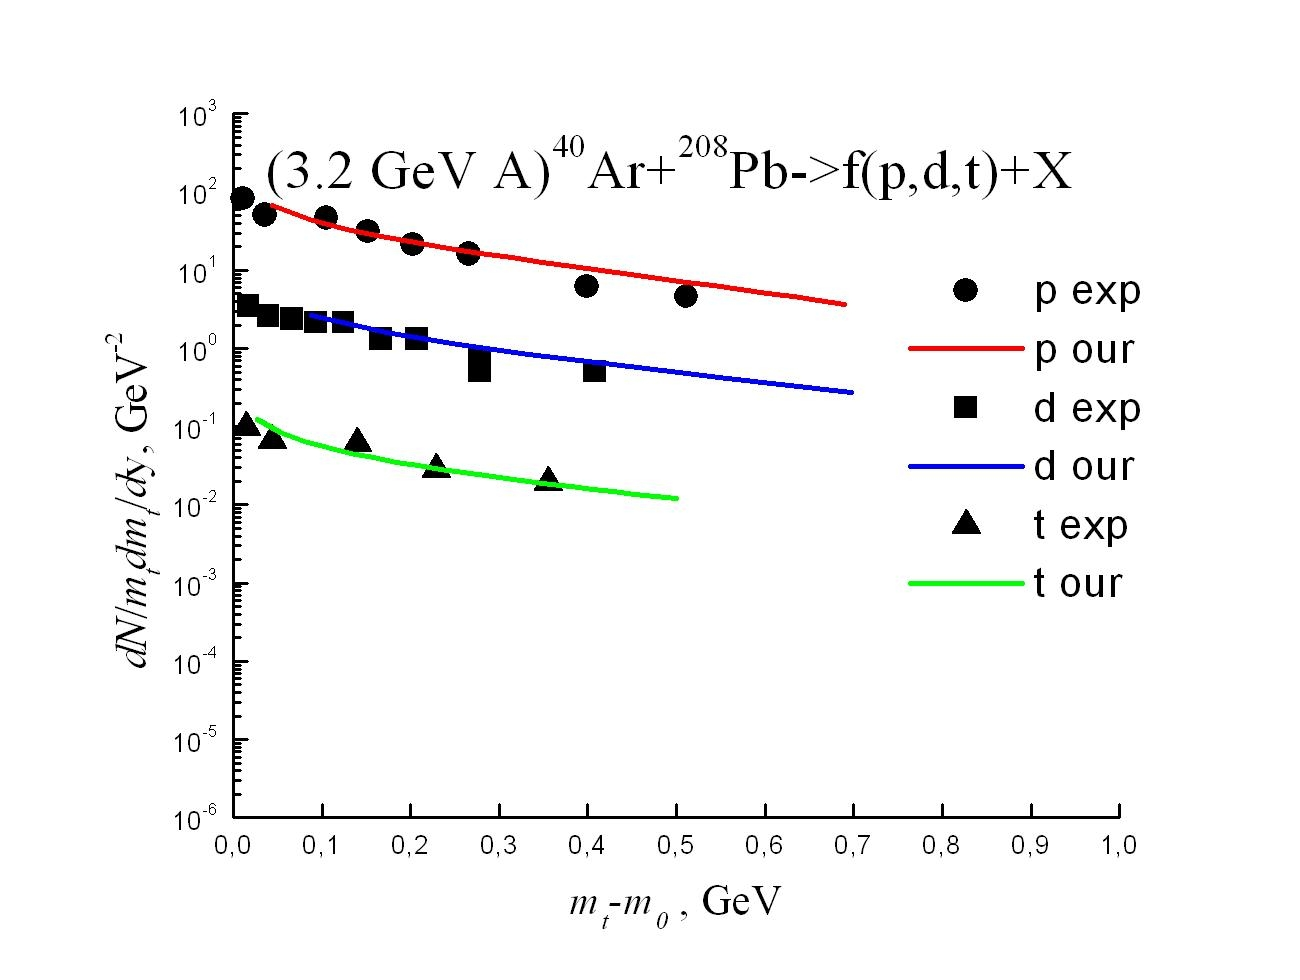 (3.2 GeV A)⁴⁰Ar+²⁰⁸Pb->f(p,d,t)+X
dN/mₜdmₜ/dy, GeV⁻²
10³
10²
10¹
10⁰
10⁻¹
10⁻²
10⁻³
10⁻⁴
10⁻⁵
10⁻⁶
0,0 0,1 0,2 0,3 0,4 0,5 0,6 0,7 0,8 0,9 1,0
mₜ-m₀ , GeV
p exp
p our
d exp
d our
t exp
t our